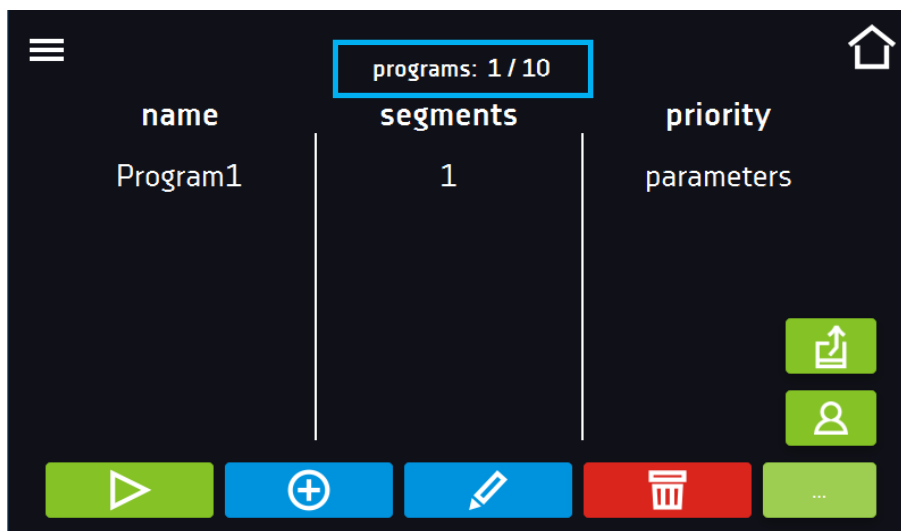 programs: 1 / 10
name segments priority
Program1 1 parameters
...